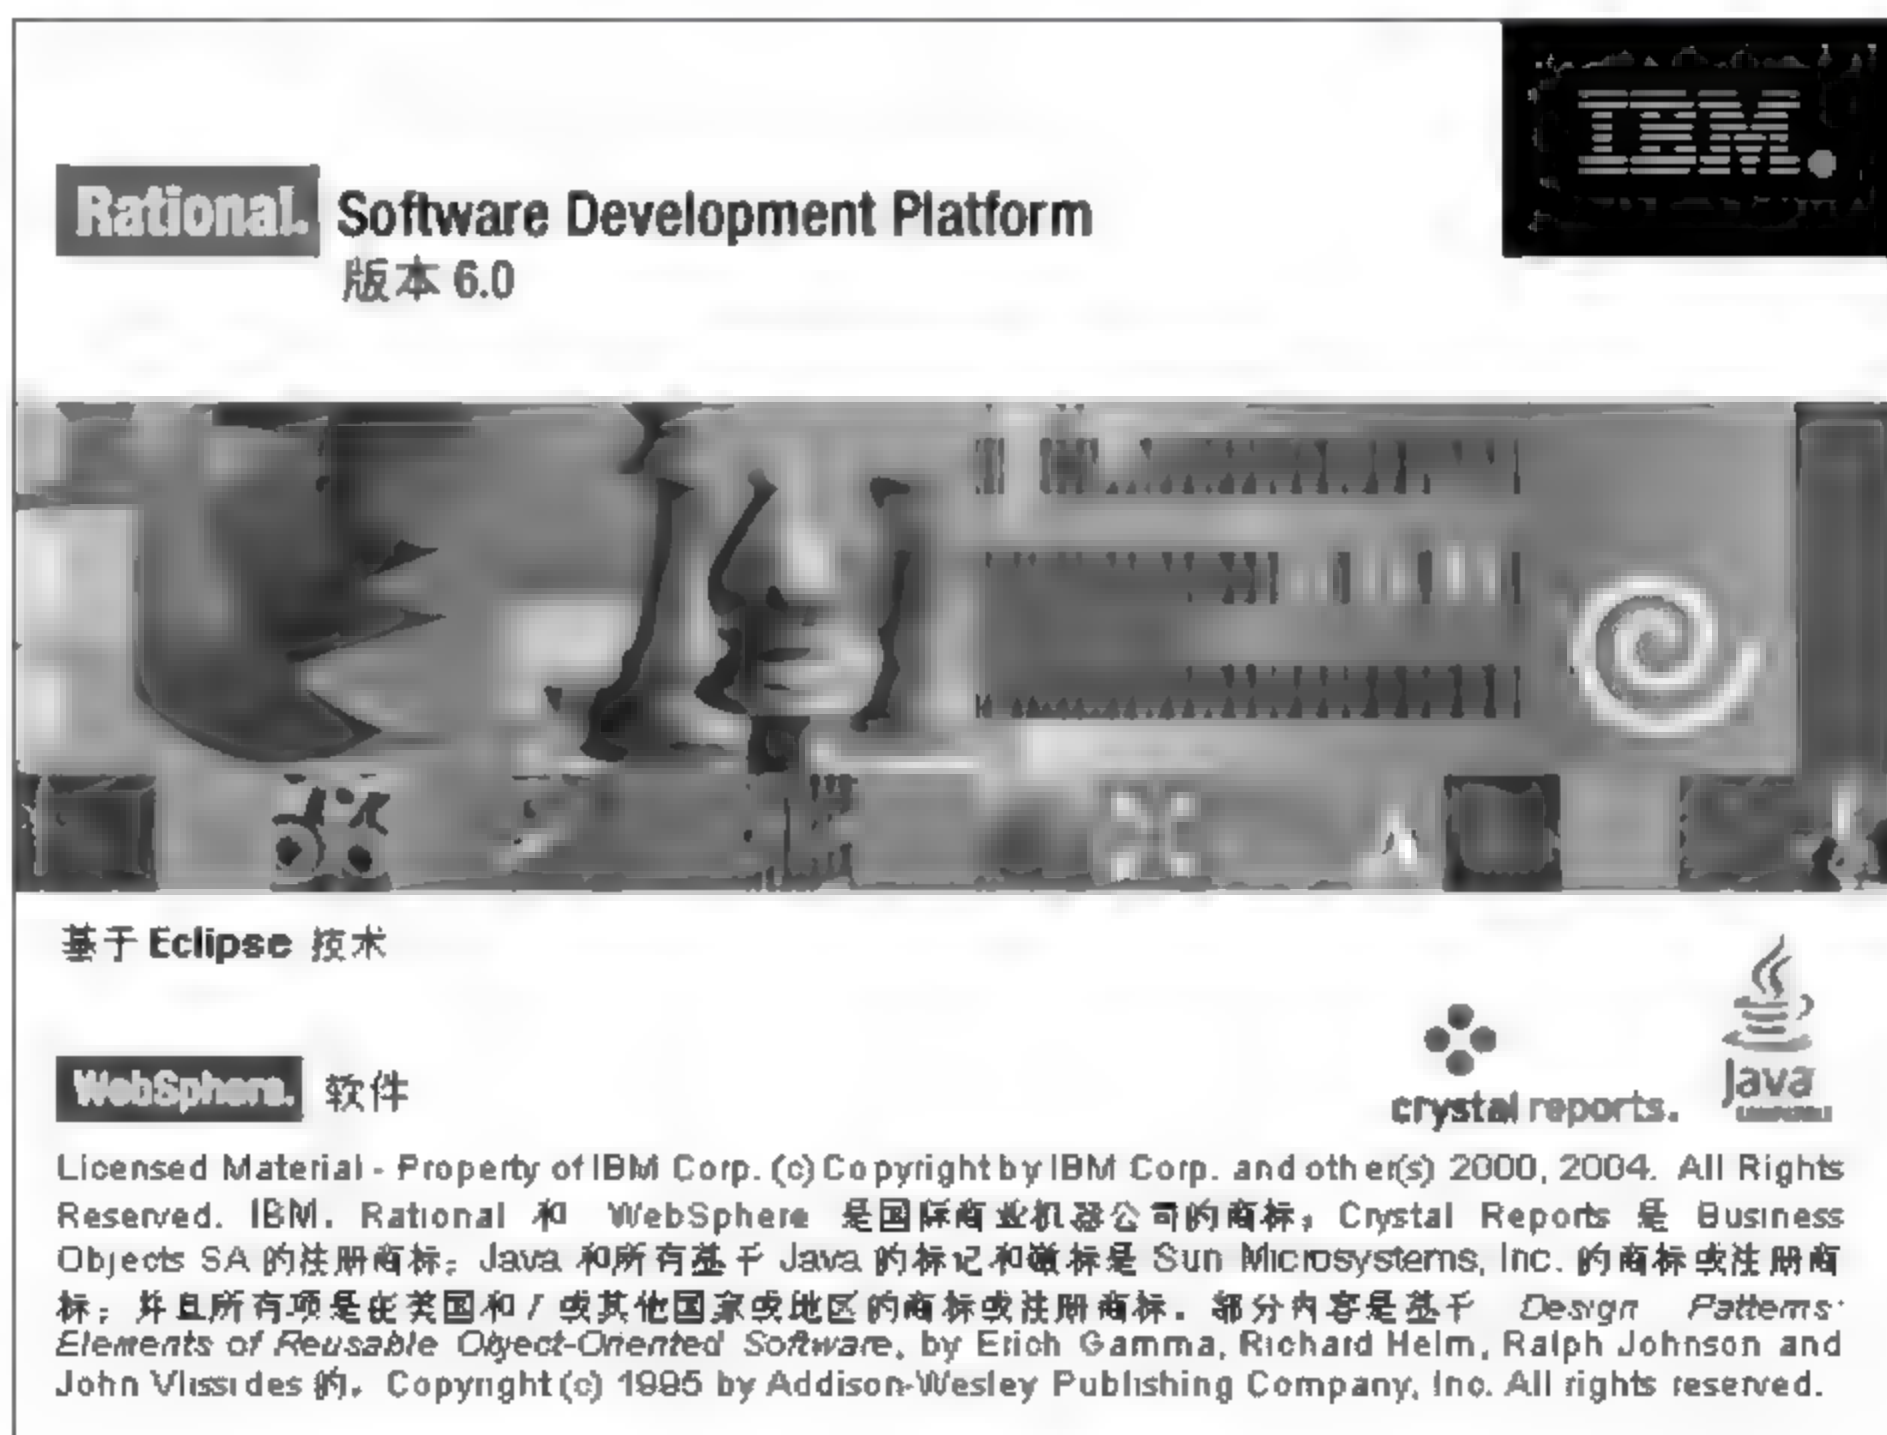 IBM.
Rational. Software Development Platform
版本 6.0
基于 Eclipse 技术
WebSphere. 软件
crystal reports.
Java
COMPATIBLE
Licensed Material - Property of IBM Corp. (c) Copyright by IBM Corp. and other(s) 2000, 2004. All Rights
Reserved. IBM. Rational 和 WebSphere 是国际商业机器公司的商标; Crystal Reports 是 Business
Objects SA 的注册商标; Java 和所有基于 Java 的标记和徽标是 Sun Microsystems, Inc. 的商标或注册商
标; 并且所有项是在美国和 / 或其他国家或地区的商标或注册商标. 部分内容是基于 Design Patterns:
Elements of Reusable Object-Oriented Software, by Erich Gamma, Richard Helm, Ralph Johnson and
John Vlissides 的. Copyright (c) 1995 by Addison-Wesley Publishing Company, Inc. All rights reserved.